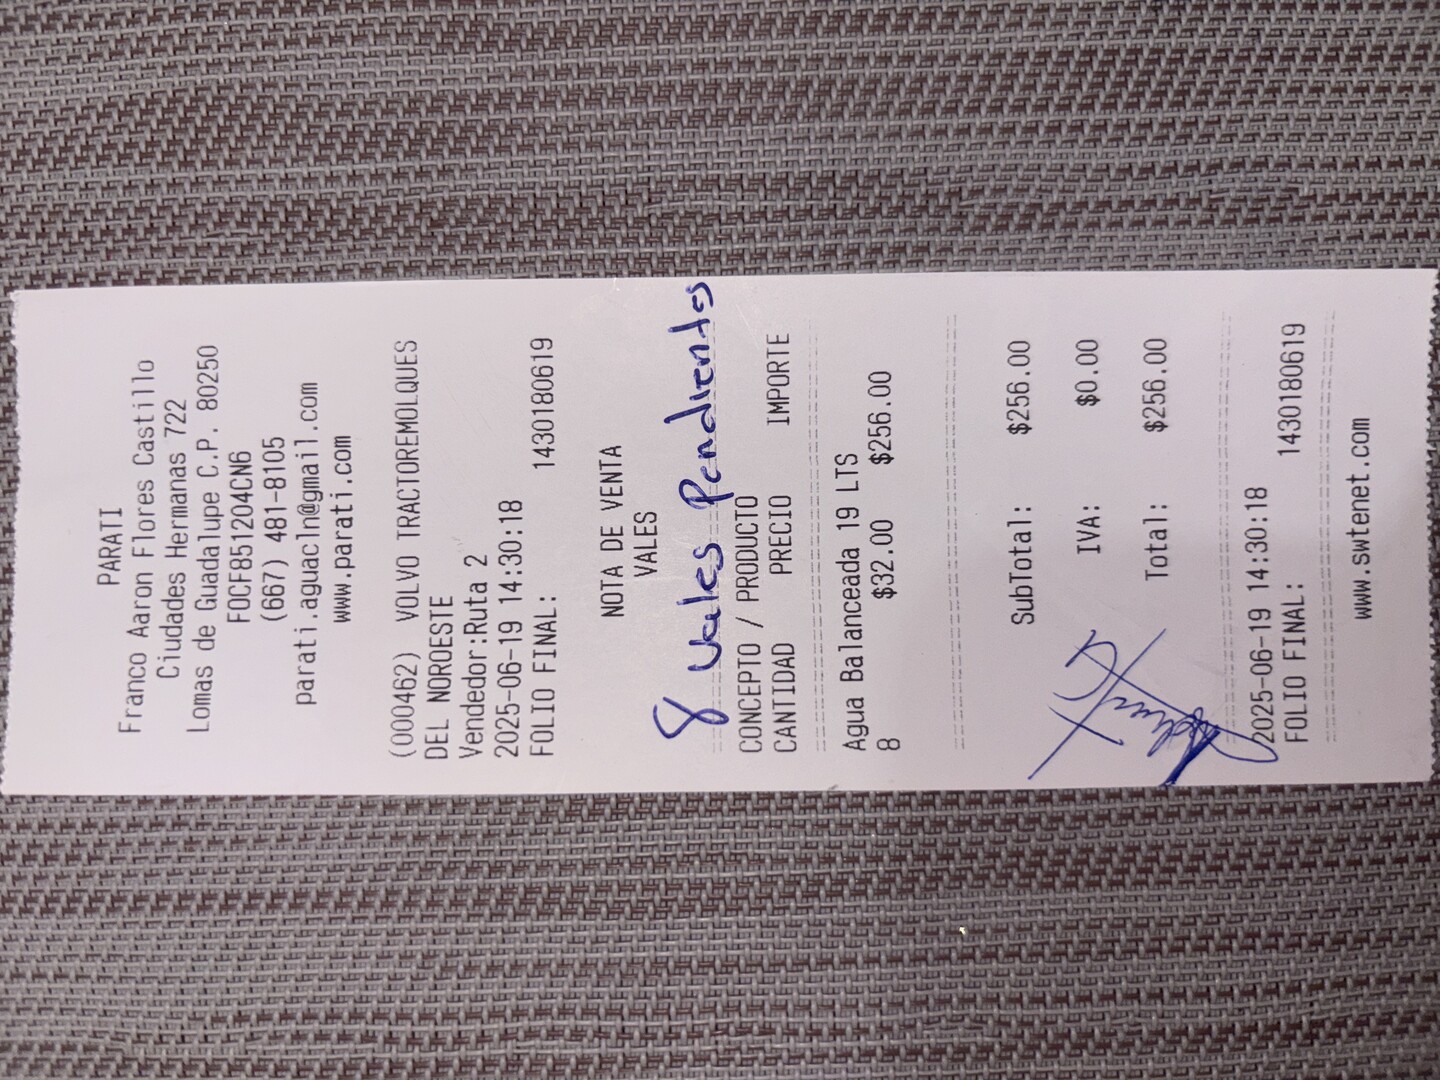 PARATI
Franco Aaron Flores Castillo
Ciudades Hermanas 722
Lomas de Guadalupe C.P. 80250
FOCF851204CN6
(667) 481-8105
parati.aguacln@gmail.com
www.parati.com
(000462) VOLVO TRACTOREMOLQUES
DEL NOROESTE
Vendedor:Ruta 2
2025-06-19 14:30:18
FOLIO FINAL: 1430180619
NOTA DE VENTA
VALES
8 vales Pendientes
CONCEPTO / PRODUCTO
CANTIDAD PRECIO IMPORTE
Agua Balanceada 19 LTS
8 $32.00 $256.00
SubTotal: $256.00
IVA: $0.00
Total: $256.00
2025-06-19 14:30:18
FOLIO FINAL: 1430180619
www.swtenet.com